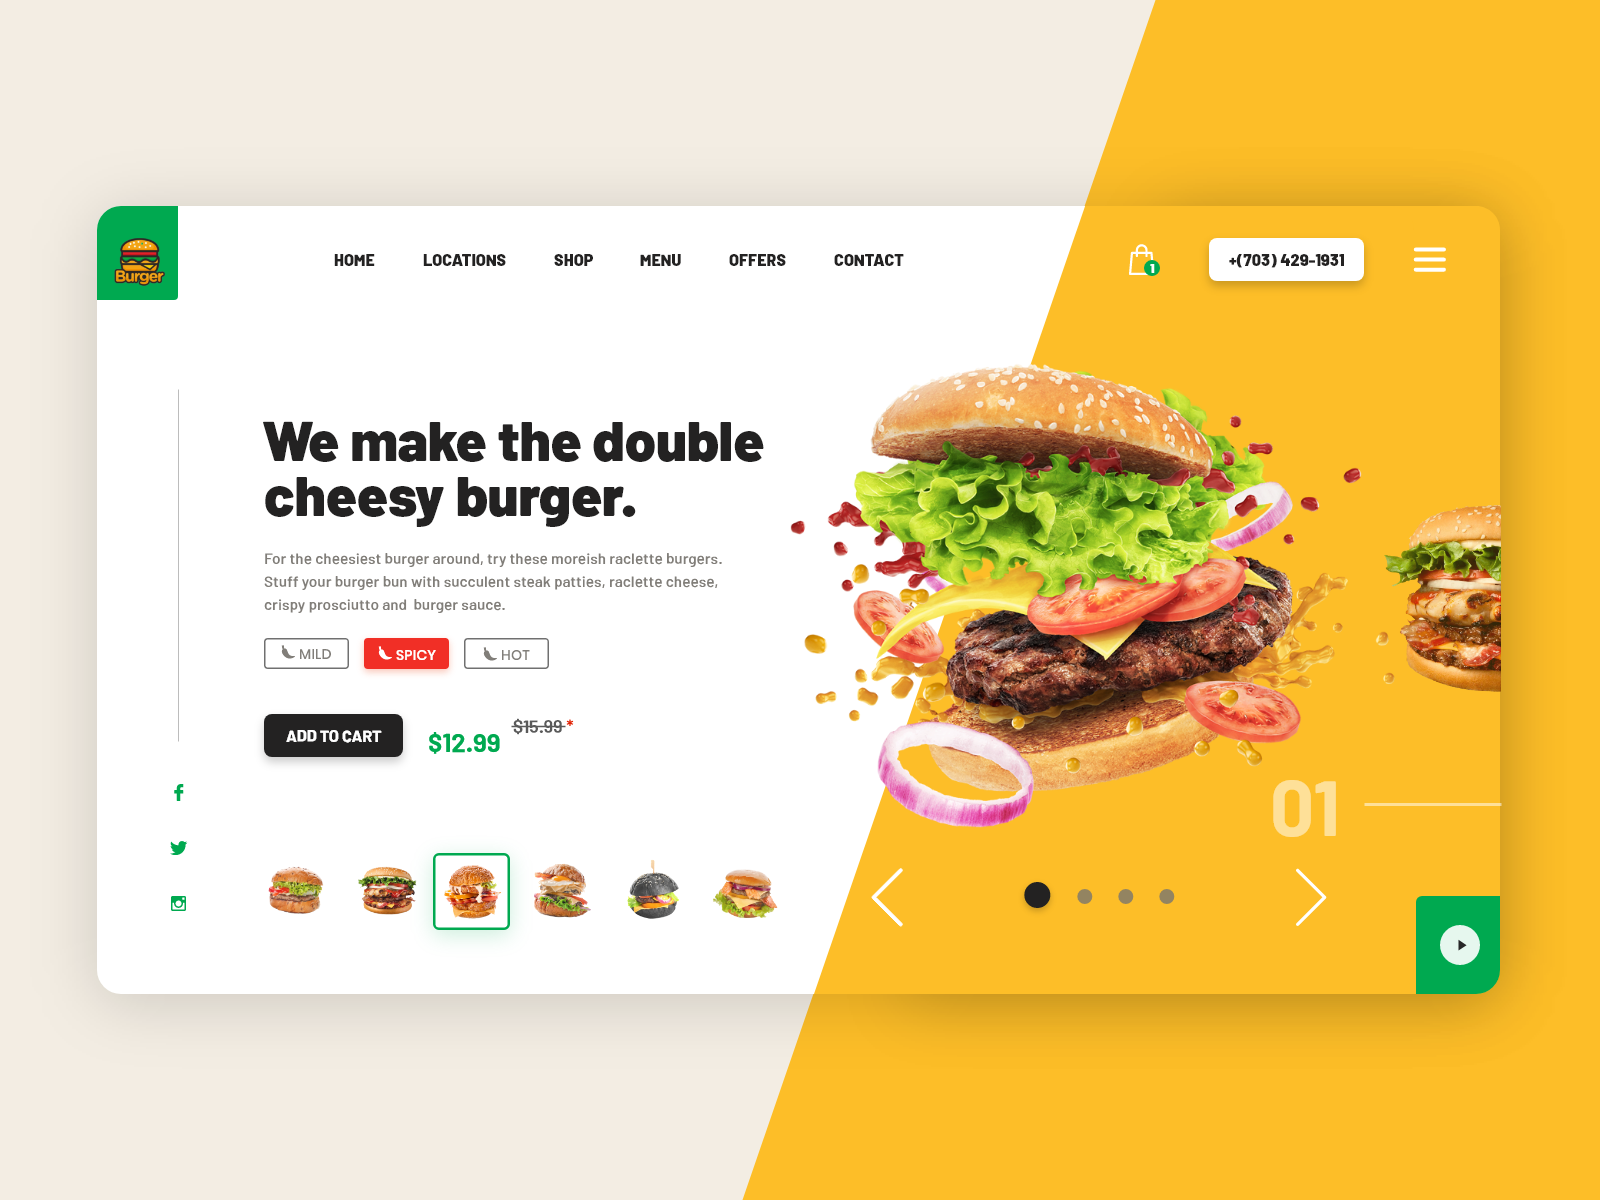 Burger
HOME LOCATIONS SHOP MENU OFFERS CONTACT
1
+(703) 429-1931
We make the double
cheesy burger.
For the cheesiest burger around, try these moreish raclette burgers.
Stuff your burger bun with succulent steak patties, raclette cheese,
crispy prosciutto and  burger sauce.
MILD SPICY HOT
ADD TO CART $12.99 $15.99 *
01